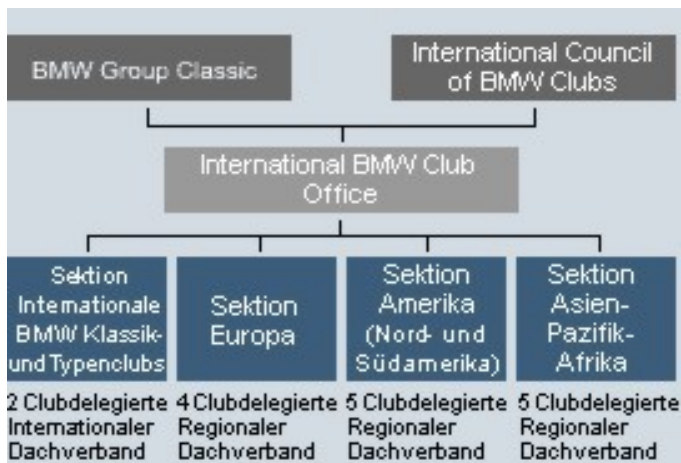 BMW Group Classic
International Council
of BMW Clubs
International BMW Club
Office
Sektion
Internationale
BMW Klassik-
und Typenclubs
Sektion
Europa
Sektion
Amerika
(Nord- und
Südamerika)
Sektion
Asien-
Pazifik-
Afrika
2 Clubdelegierte
Internationaler
Dachverband
4 Clubdelegierte
Regionaler
Dachverband
5 Clubdelegierte
Regionaler
Dachverband
5 Clubdelegierte
Regionaler
Dachverband